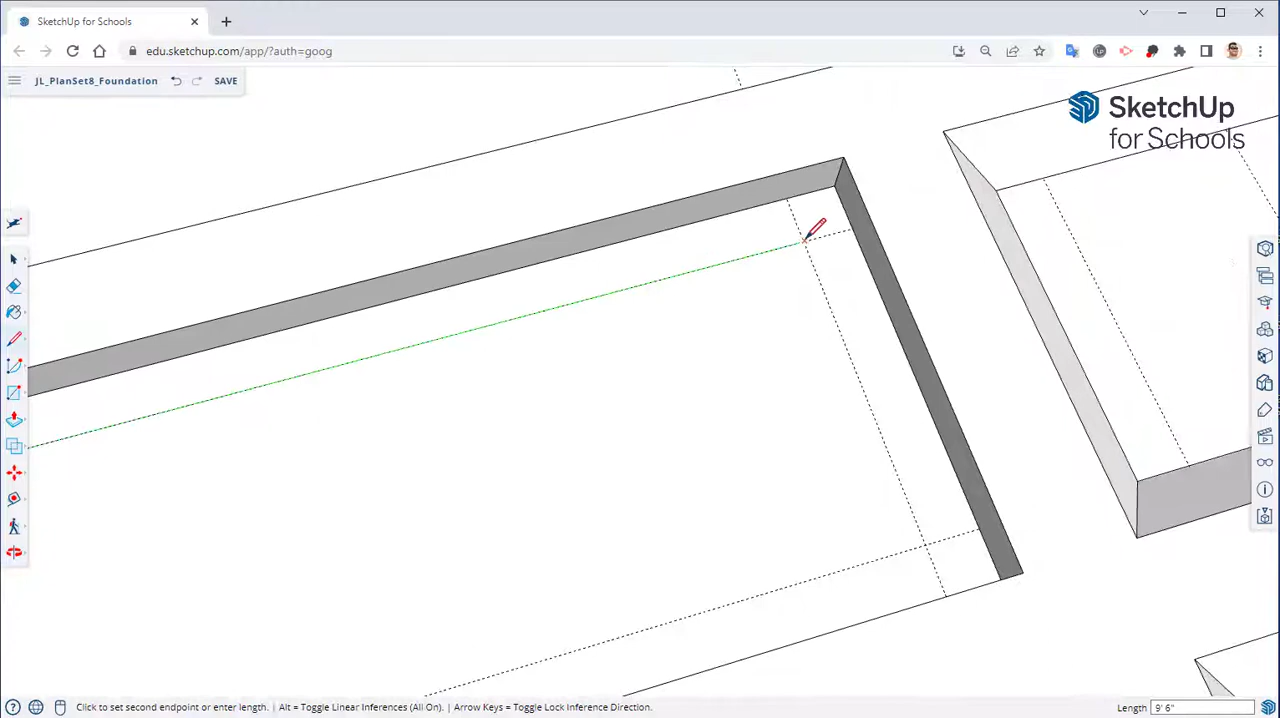 SketchUp for Schools
edu.sketchup.com/app/?auth=goog
JL_PlanSet8_Foundation
SAVE
SketchUp
for Schools
Click to set second endpoint or enter length. | Alt = Toggle Linear Inferences (All On). | Arrow Keys = Toggle Lock Inference Direction.
Length 9' 6"